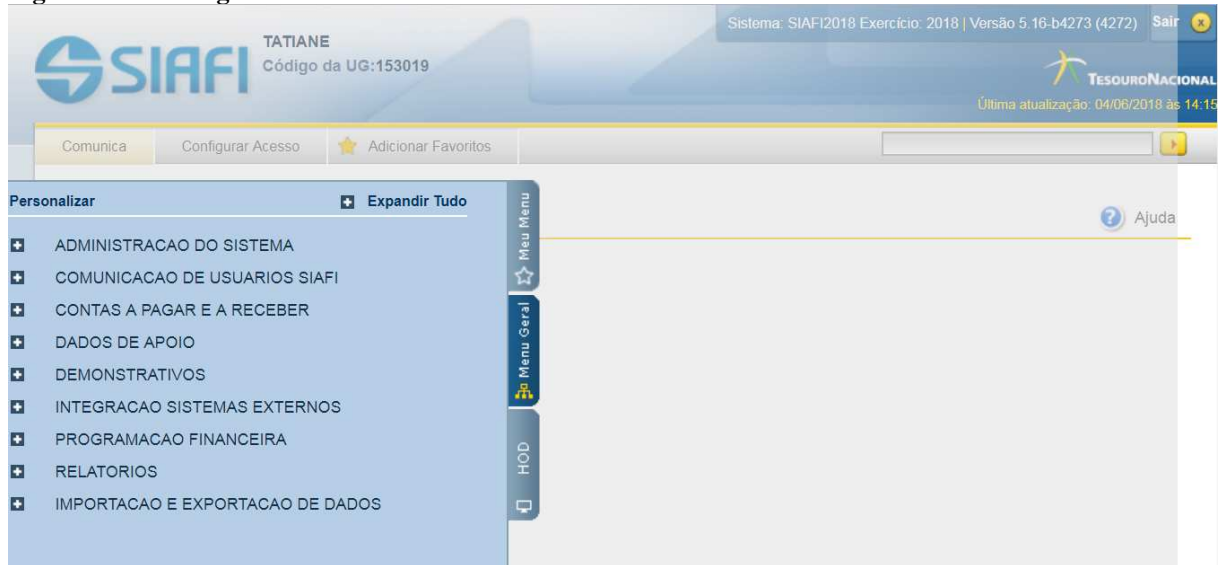 Sistema: SIAFI2018 Exercício: 2018 | Versão 5.16-b4273 (4272) Sair
SIAFI
TATIANE
Código da UG:153019
TESOURONACIONAL
Última atualização: 04/06/2018 às 14:15
Comunica Configurar Acesso Adicionar Favoritos
Personalizar Expandir Tudo
Ajuda
ADMINISTRACAO DO SISTEMA
COMUNICACAO DE USUARIOS SIAFI
CONTAS A PAGAR E A RECEBER
DADOS DE APOIO
DEMONSTRATIVOS
INTEGRACAO SISTEMAS EXTERNOS
PROGRAMACAO FINANCEIRA
RELATORIOS
IMPORTACAO E EXPORTACAO DE DADOS
Meu Menu
Menu Geral
HOD